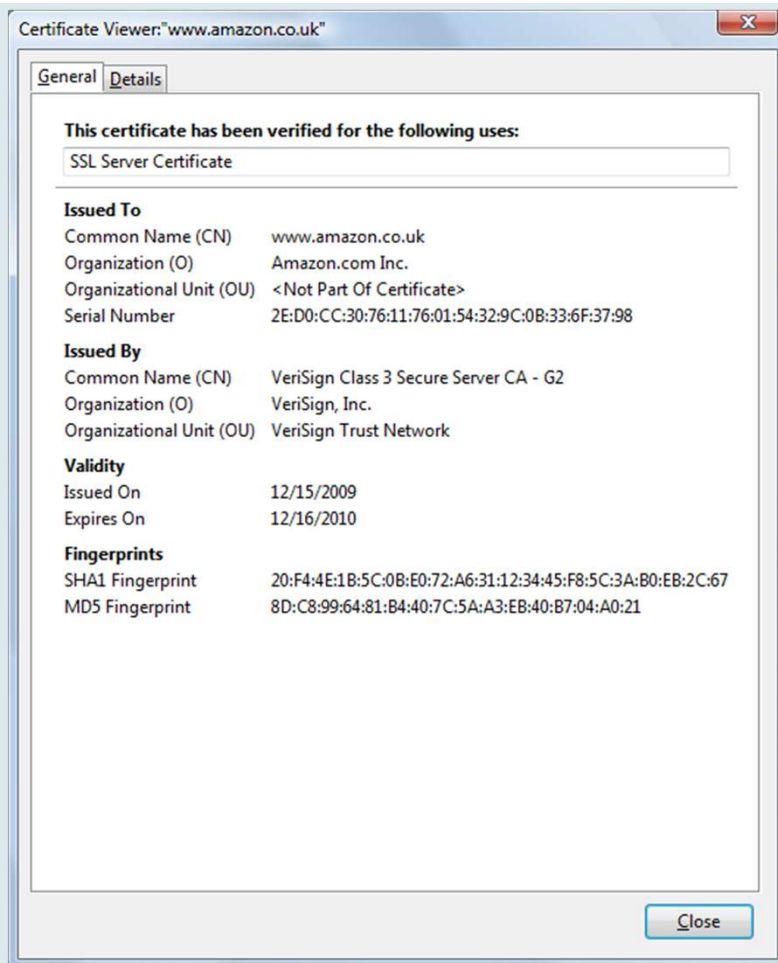 Certificate Viewer:"www.amazon.co.uk"
General Details
This certificate has been verified for the following uses:
SSL Server Certificate
Issued To
Common Name (CN) www.amazon.co.uk
Organization (O) Amazon.com Inc.
Organizational Unit (OU) <Not Part Of Certificate>
Serial Number 2E:D0:CC:30:76:11:76:01:54:32:9C:0B:33:6F:37:98
Issued By
Common Name (CN) VeriSign Class 3 Secure Server CA - G2
Organization (O) VeriSign, Inc.
Organizational Unit (OU) VeriSign Trust Network
Validity
Issued On 12/15/2009
Expires On 12/16/2010
Fingerprints
SHA1 Fingerprint 20:F4:4E:1B:5C:0B:E0:72:A6:31:12:34:45:F8:5C:3A:B0:EB:2C:67
MD5 Fingerprint 8D:C8:99:64:81:B4:40:7C:5A:A3:EB:40:B7:04:A0:21
Close